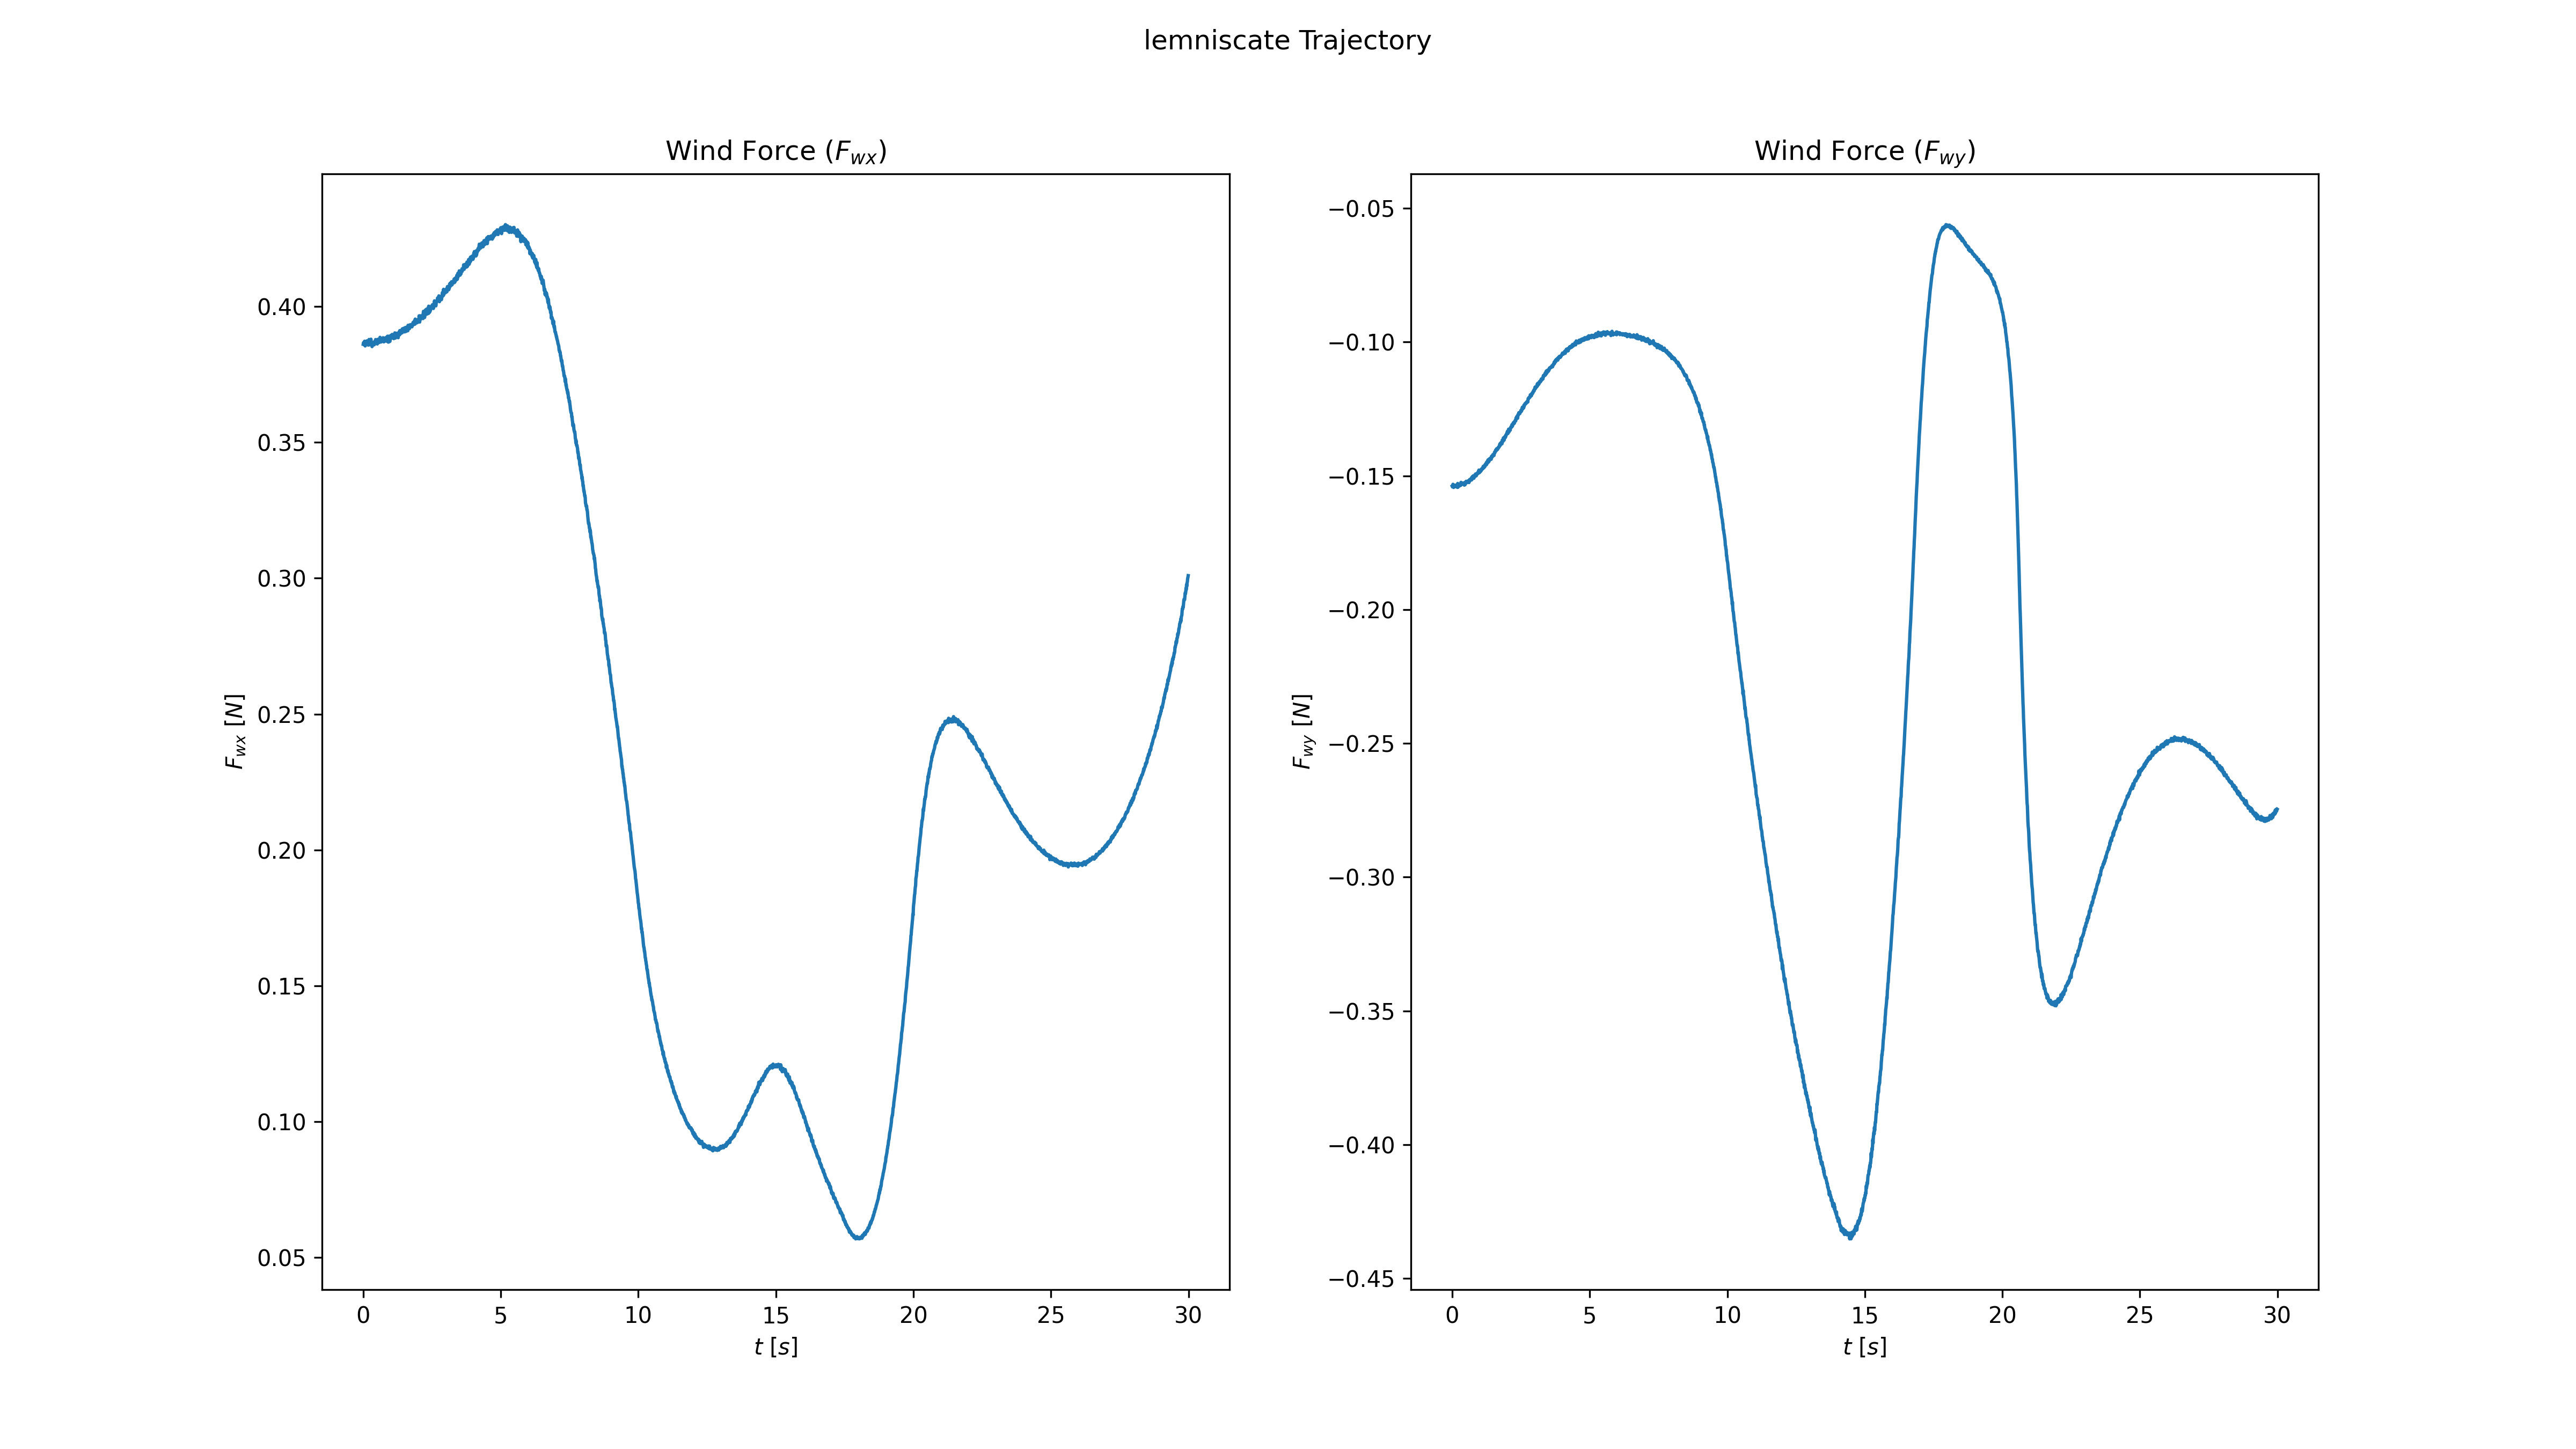 lemniscate Trajectory
Wind Force (F_wx)
0.40
0.35
0.30
0.25
0.20
0.15
0.10
0.05
F_wx [N]
0 5 10 15 20 25 30
t [s]
Wind Force (F_wy)
−0.05
−0.10
−0.15
−0.20
−0.25
−0.30
−0.35
−0.40
−0.45
F_wy [N]
0 5 10 15 20 25 30
t [s]